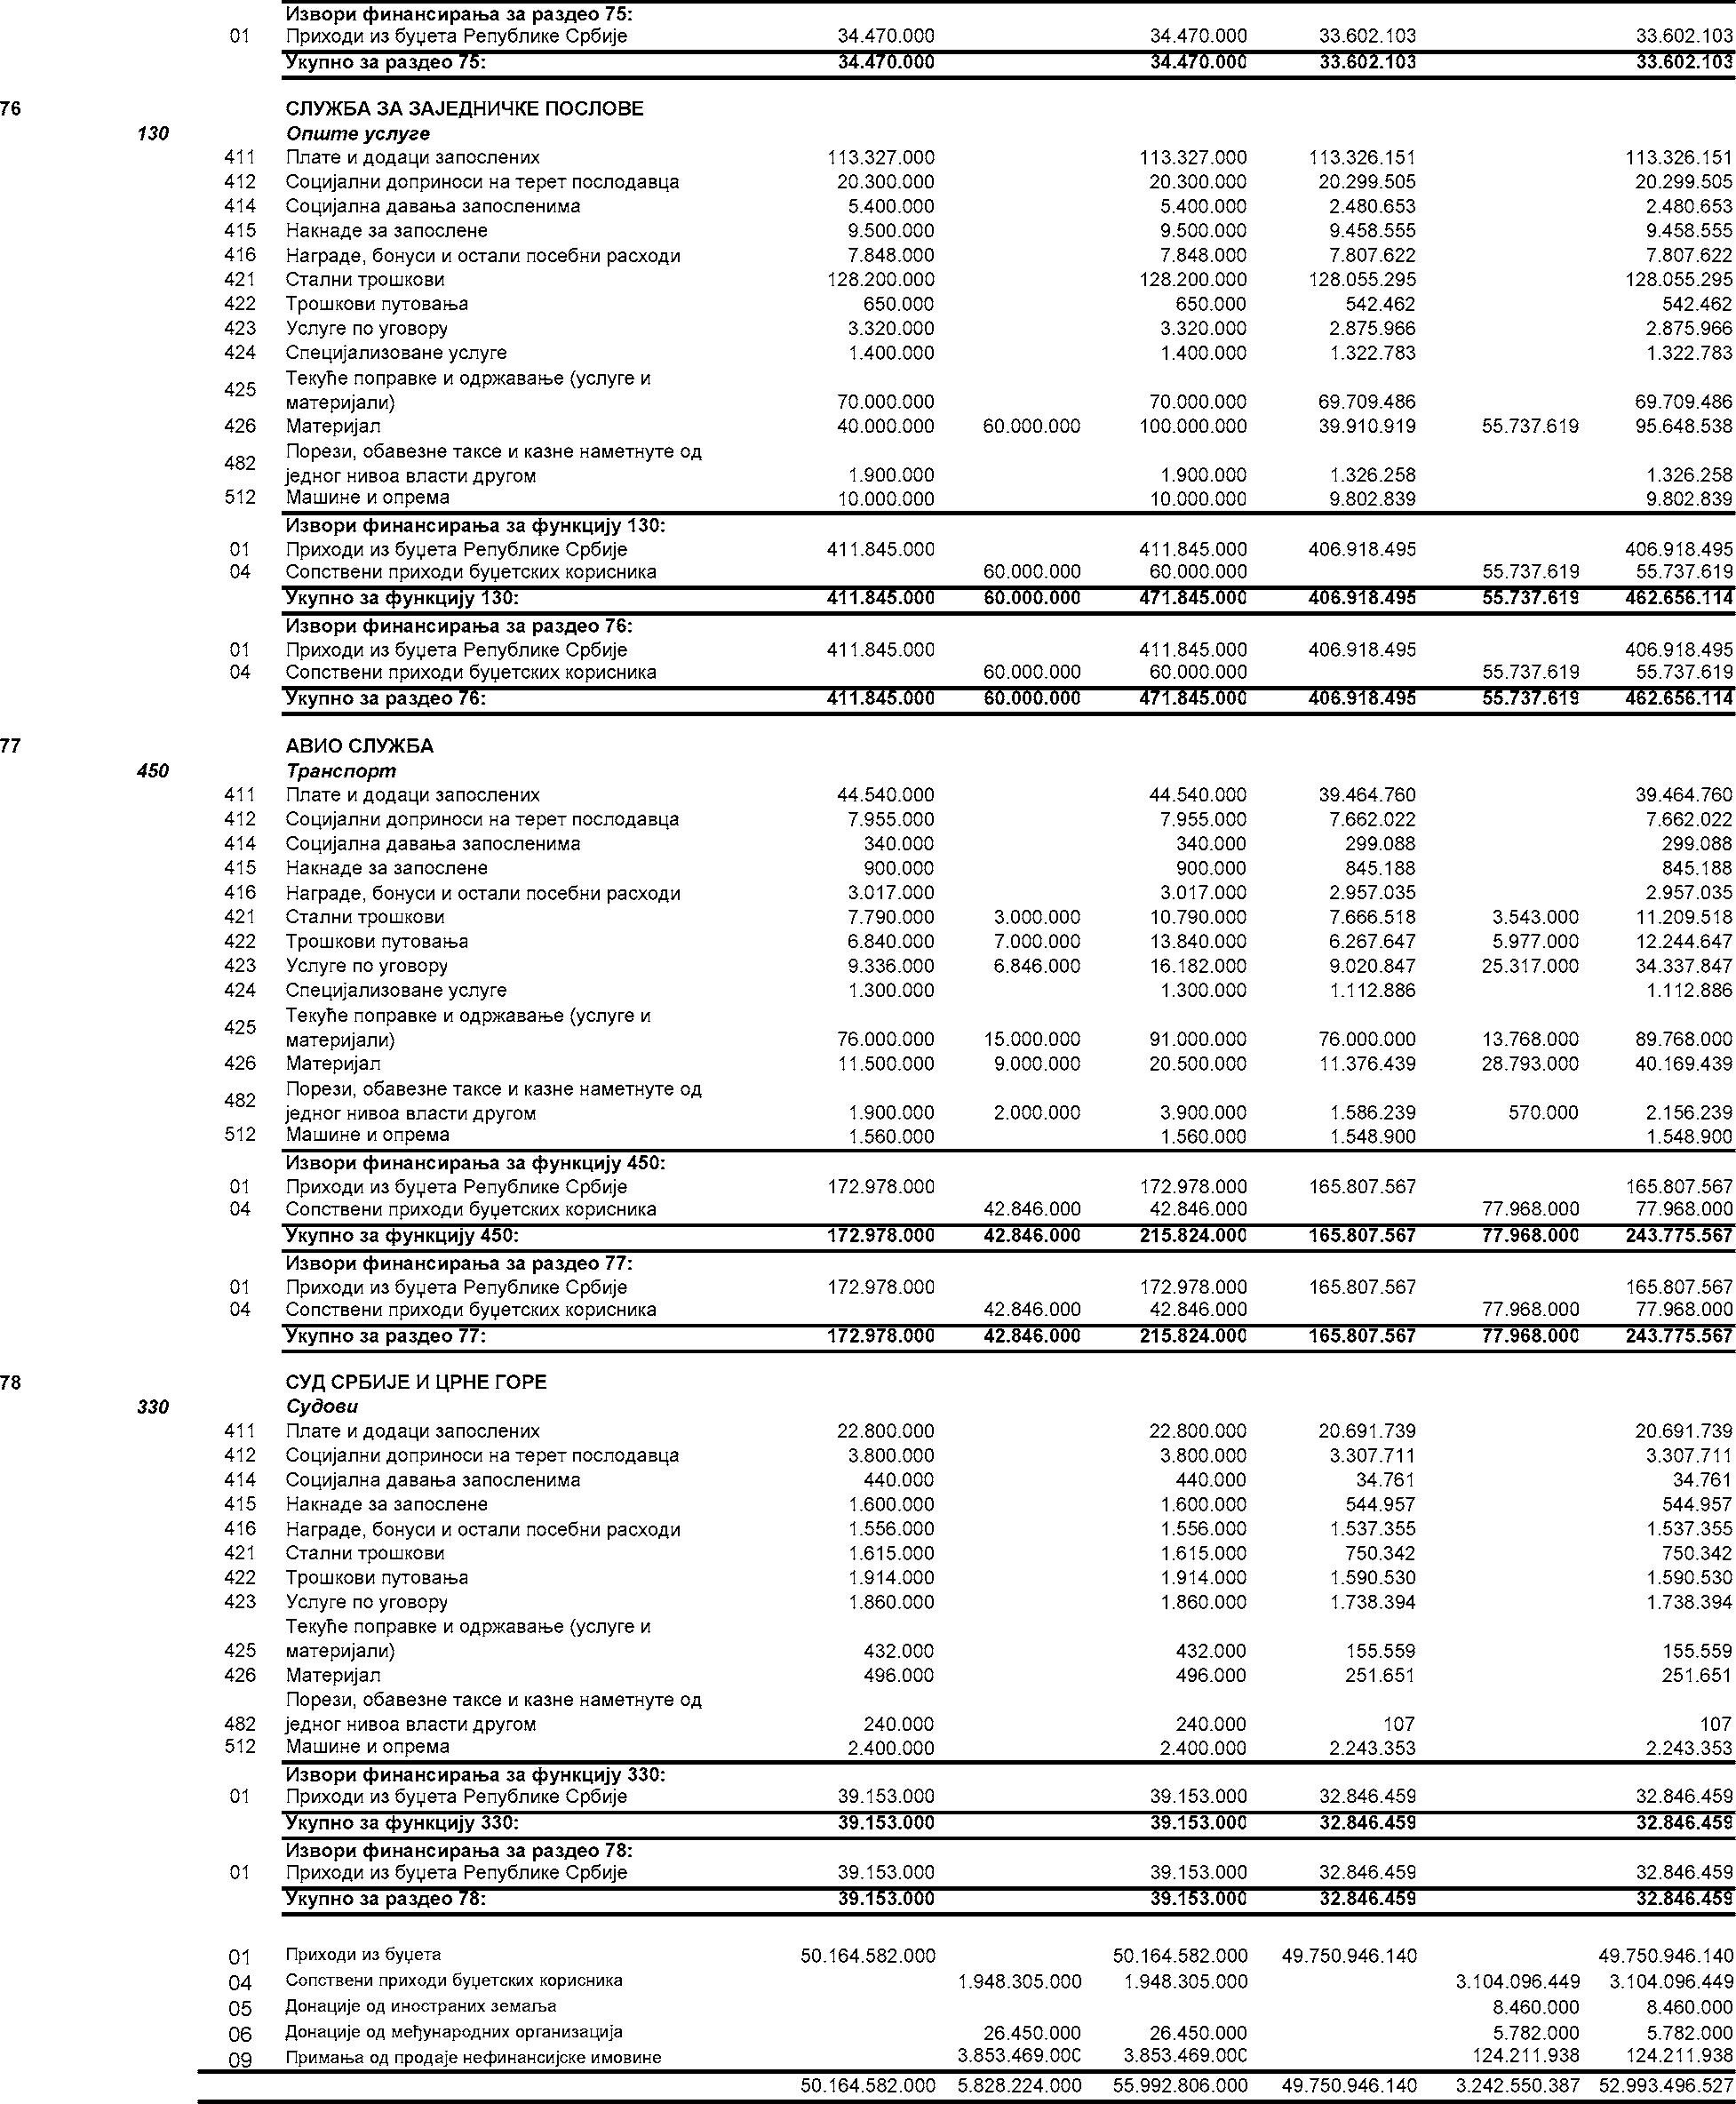 Извори финансирања за раздео 75:
01 Приходи из буџета Републике Србије 34.470.000 34.470.000 33.602.103 33.602.103
Укупно за раздео 75: 34.470.000 34.470.000 33.602.103 33.602.103
76 СЛУЖБА ЗА ЗАЈЕДНИЧКЕ ПОСЛОВЕ
130 Опште услуге
411 Плате и додаци запослених 113.327.000 113.327.000 113.326.151 113.326.151
412 Социјални доприноси на терет послодавца 20.300.000 20.300.000 20.299.505 20.299.505
414 Социјална давања запосленима 5.400.000 5.400.000 2.480.653 2.480.653
415 Накнаде за запослене 9.500.000 9.500.000 9.458.555 9.458.555
416 Награде, бонуси и остали посебни расходи 7.848.000 7.848.000 7.807.622 7.807.622
421 Стални трошкови 128.200.000 128.200.000 128.055.295 128.055.295
422 Трошкови путовања 650.000 650.000 542.462 542.462
423 Услуге по уговору 3.320.000 3.320.000 2.875.966 2.875.966
424 Специјализоване услуге 1.400.000 1.400.000 1.322.783 1.322.783
Текуће поправке и одржавање (услуге и
425 материјали) 70.000.000 70.000.000 69.709.486 69.709.486
426 Материјал 40.000.000 60.000.000 100.000.000 39.910.919 55.737.619 95.648.538
Порези, обавезне таксе и казне наметнуте од
482 једног нивоа власти другом 1.900.000 1.900.000 1.326.258 1.326.258
512 Машине и опрема 10.000.000 10.000.000 9.802.839 9.802.839
Извори финансирања за функцију 130:
01 Приходи из буџета Републике Србије 411.845.000 411.845.000 406.918.495 406.918.495
04 Сопствени приходи буџетских корисника 60.000.000 60.000.000 55.737.619 55.737.619
Укупно за функцију 130: 411.845.000 60.000.000 471.845.000 406.918.495 55.737.619 462.656.114
Извори финансирања за раздео 76:
01 Приходи из буџета Републике Србије 411.845.000 411.845.000 406.918.495 406.918.495
04 Сопствени приходи буџетских корисника 60.000.000 60.000.000 55.737.619 55.737.619
Укупно за раздео 76: 411.845.000 60.000.000 471.845.000 406.918.495 55.737.619 462.656.114
77 АВИО СЛУЖБА
450 Транспорт
411 Плате и додаци запослених 44.540.000 44.540.000 39.464.760 39.464.760
412 Социјални доприноси на терет послодавца 7.955.000 7.955.000 7.662.022 7.662.022
414 Социјална давања запосленима 340.000 340.000 299.088 299.088
415 Накнаде за запослене 900.000 900.000 845.188 845.188
416 Награде, бонуси и остали посебни расходи 3.017.000 3.017.000 2.957.035 2.957.035
421 Стални трошкови 7.790.000 3.000.000 10.790.000 7.666.518 3.543.000 11.209.518
422 Трошкови путовања 6.840.000 7.000.000 13.840.000 6.267.647 5.977.000 12.244.647
423 Услуге по уговору 9.336.000 6.846.000 16.182.000 9.020.847 25.317.000 34.337.847
424 Специјализоване услуге 1.300.000 1.300.000 1.112.886 1.112.886
Текуће поправке и одржавање (услуге и
425 материјали) 76.000.000 15.000.000 91.000.000 76.000.000 13.768.000 89.768.000
426 Материјал 11.500.000 9.000.000 20.500.000 11.376.439 28.793.000 40.169.439
Порези, обавезне таксе и казне наметнуте од
482 једног нивоа власти другом 1.900.000 2.000.000 3.900.000 1.586.239 570.000 2.156.239
512 Машине и опрема 1.560.000 1.560.000 1.548.900 1.548.900
Извори финансирања за функцију 450:
01 Приходи из буџета Републике Србије 172.978.000 172.978.000 165.807.567 165.807.567
04 Сопствени приходи буџетских корисника 42.846.000 42.846.000 77.968.000 77.968.000
Укупно за функцију 450: 172.978.000 42.846.000 215.824.000 165.807.567 77.968.000 243.775.567
Извори финансирања за раздео 77:
01 Приходи из буџета Републике Србије 172.978.000 172.978.000 165.807.567 165.807.567
04 Сопствени приходи буџетских корисника 42.846.000 42.846.000 77.968.000 77.968.000
Укупно за раздео 77: 172.978.000 42.846.000 215.824.000 165.807.567 77.968.000 243.775.567
78 СУД СРБИЈЕ И ЦРНЕ ГОРЕ
330 Судови
411 Плате и додаци запослених 22.800.000 22.800.000 20.691.739 20.691.739
412 Социјални доприноси на терет послодавца 3.800.000 3.800.000 3.307.711 3.307.711
414 Социјална давања запосленима 440.000 440.000 34.761 34.761
415 Накнаде за запослене 1.600.000 1.600.000 544.957 544.957
416 Награде, бонуси и остали посебни расходи 1.556.000 1.556.000 1.537.355 1.537.355
421 Стални трошкови 1.615.000 1.615.000 750.342 750.342
422 Трошкови путовања 1.914.000 1.914.000 1.590.530 1.590.530
423 Услуге по уговору 1.860.000 1.860.000 1.738.394 1.738.394
Текуће поправке и одржавање (услуге и
425 материјали) 432.000 432.000 155.559 155.559
426 Материјал 496.000 496.000 251.651 251.651
Порези, обавезне таксе и казне наметнуте од
482 једног нивоа власти другом 240.000 240.000 107 107
512 Машине и опрема 2.400.000 2.400.000 2.243.353 2.243.353
Извори финансирања за функцију 330:
01 Приходи из буџета Републике Србије 39.153.000 39.153.000 32.846.459 32.846.459
Укупно за функцију 330: 39.153.000 39.153.000 32.846.459 32.846.459
Извори финансирања за раздео 78:
01 Приходи из буџета Републике Србије 39.153.000 39.153.000 32.846.459 32.846.459
Укупно за раздео 78: 39.153.000 39.153.000 32.846.459 32.846.459
01 Приходи из буџета 50.164.582.000 50.164.582.000 49.750.946.140 49.750.946.140
04 Сопствени приходи буџетских корисника 1.948.305.000 1.948.305.000 3.104.096.449 3.104.096.449
05 Донације од иностраних земаља 8.460.000 8.460.000
06 Донације од међународних организација 26.450.000 26.450.000 5.782.000 5.782.000
09 Примања од продаје нефинансијске имовине 3.853.469.000 3.853.469.000 124.211.938 124.211.938
50.164.582.000 5.828.224.000 55.992.806.000 49.750.946.140 3.242.550.387 52.993.496.527